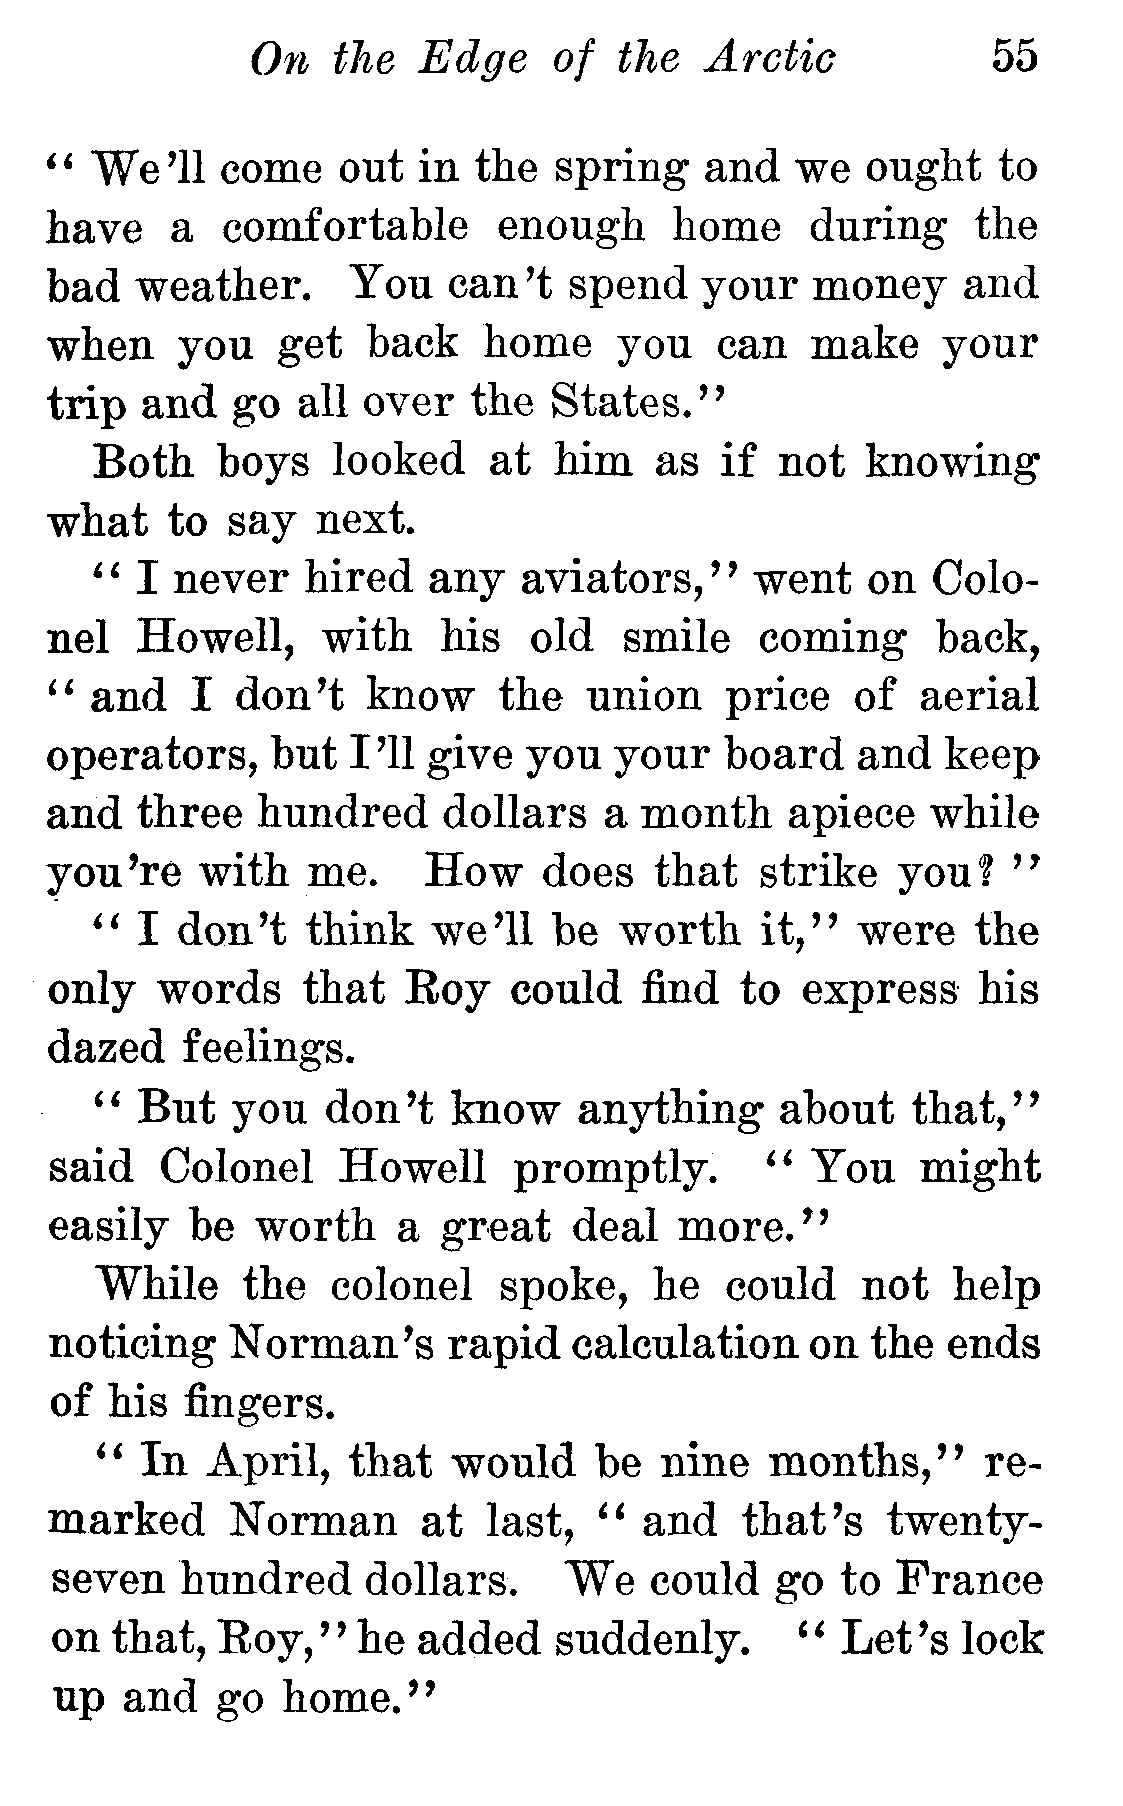 On the Edge of the Arctic 55
“ We’ll come out in the spring and we ought to
have a comfortable enough home during the
bad weather. You can’t spend your money and
when you get back home you can make your
trip and go all over the States.”
Both boys looked at him as if not knowing
what to say next.
“ I never hired any aviators,” went on Colo-
nel Howell, with his old smile coming back,
“ and I don’t know the union price of aerial
operators, but I’ll give you your board and keep
and three hundred dollars a month apiece while
you’re with me. How does that strike you? ”
“ I don’t think we’ll be worth it,” were the
only words that Roy could find to express his
dazed feelings.
“ But you don’t know anything about that,”
said Colonel Howell promptly. “ You might
easily be worth a great deal more.”
While the colonel spoke, he could not help
noticing Norman’s rapid calculation on the ends
of his fingers.
“ In April, that would be nine months,” re-
marked Norman at last, “ and that’s twenty-
seven hundred dollars. We could go to France
on that, Roy,” he added suddenly. “ Let’s lock
up and go home.”